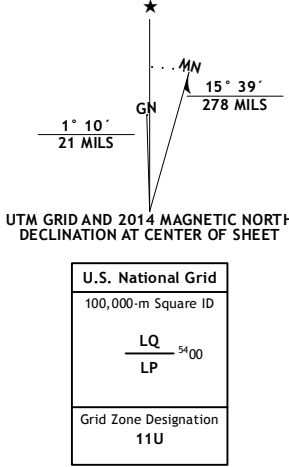 MN
GN
15° 39´
278 MILS
1° 10´
21 MILS
UTM GRID AND 2014 MAGNETIC NORTH
DECLINATION AT CENTER OF SHEET
U.S. National Grid
100,000-m Square ID
LQ
5400
LP
Grid Zone Designation
11U